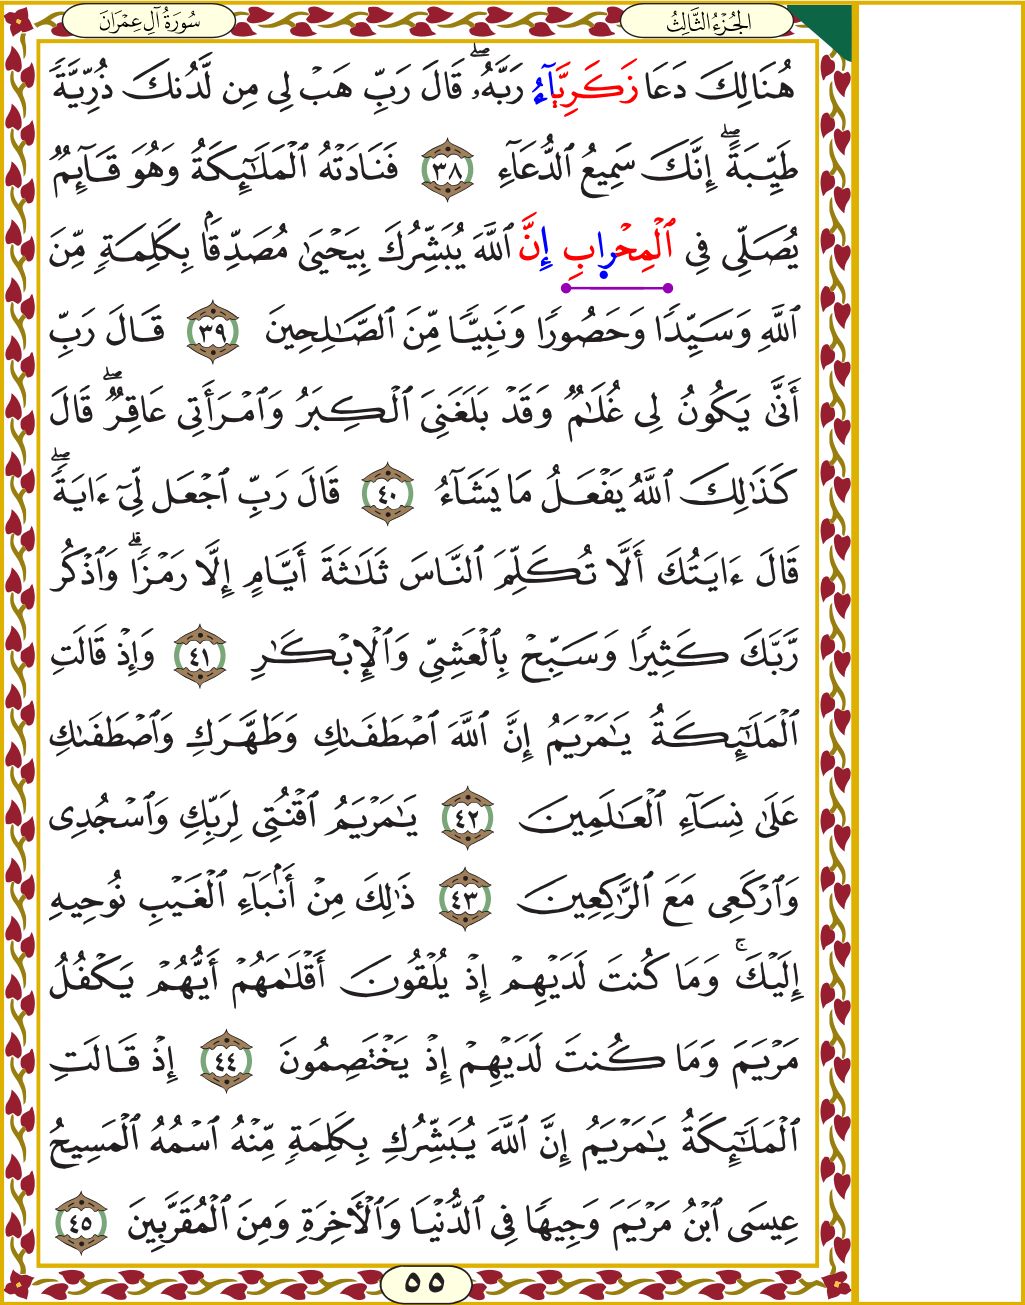 الجُزْءُ الثَّالِثُ
سُورَةُ آلِ عِمْرَانَ
هُنَالِكَ دَعَا زَكَرِيَّآءُ رَبَّهُۥۖ قَالَ رَبِّ هَبۡ لِي مِن لَّدُنكَ ذُرِّيَّةٗ
طَيِّبَةًۖ إِنَّكَ سَمِيعُ ٱلدُّعَآءِ ٣٨ فَنَادَتۡهُ ٱلۡمَلَٰٓئِكَةُ وَهُوَ قَآئِمٞ
يُصَلِّي فِي ٱلۡمِحۡرَابِ إِنَّ ٱللَّهَ يُبَشِّرُكَ بِيَحۡيَىٰ مُصَدِّقَۢا بِكَلِمَةٖ مِّنَ
ٱللَّهِ وَسَيِّدٗا وَحَصُورٗا وَنَبِيّٗا مِّنَ ٱلصَّٰلِحِينَ ٣٩ قَالَ رَبِّ
أَنَّىٰ يَكُونُ لِي غُلَٰمٞ وَقَدۡ بَلَغَنِيَ ٱلۡكِبَرُ وَٱمۡرَأَتِي عَاقِرٞۖ قَالَ
كَذَٰلِكَ ٱللَّهُ يَفۡعَلُ مَا يَشَآءُ ٤٠ قَالَ رَبِّ ٱجۡعَل لِّيٓ ءَايَةٗۖ
قَالَ ءَايَتُكَ أَلَّا تُكَلِّمَ ٱلنَّاسَ ثَلَٰثَةَ أَيَّامٍ إِلَّا رَمۡزٗاۗ وَٱذۡكُر
رَّبَّكَ كَثِيرٗا وَسَبِّحۡ بِٱلۡعَشِيِّ وَٱلۡإِبۡكَٰرِ ٤١ وَإِذۡ قَالَتِ
ٱلۡمَلَٰٓئِكَةُ يَٰمَرۡيَمُ إِنَّ ٱللَّهَ ٱصۡطَفَىٰكِ وَطَهَّرَكِ وَٱصۡطَفَىٰكِ
عَلَىٰ نِسَآءِ ٱلۡعَٰلَمِينَ ٤٢ يَٰمَرۡيَمُ ٱقۡنُتِي لِرَبِّكِ وَٱسۡجُدِي
وَٱرۡكَعِي مَعَ ٱلرَّٰكِعِينَ ٤٣ ذَٰلِكَ مِنۡ أَنۢبَآءِ ٱلۡغَيۡبِ نُوحِيهِ
إِلَيۡكَۚ وَمَا كُنتَ لَدَيۡهِمۡ إِذۡ يُلۡقُونَ أَقۡلَٰمَهُمۡ أَيُّهُمۡ يَكۡفُلُ
مَرۡيَمَ وَمَا كُنتَ لَدَيۡهِمۡ إِذۡ يَخۡتَصِمُونَ ٤٤ إِذۡ قَالَتِ
ٱلۡمَلَٰٓئِكَةُ يَٰمَرۡيَمُ إِنَّ ٱللَّهَ يُبَشِّرُكِ بِكَلِمَةٖ مِّنۡهُ ٱسۡمُهُ ٱلۡمَسِيحُ
عِيسَى ٱبۡنُ مَرۡيَمَ وَجِيهٗا فِي ٱلدُّنۡيَا وَٱلۡأٓخِرَةِ وَمِنَ ٱلۡمُقَرَّبِينَ ٤٥
٥٥